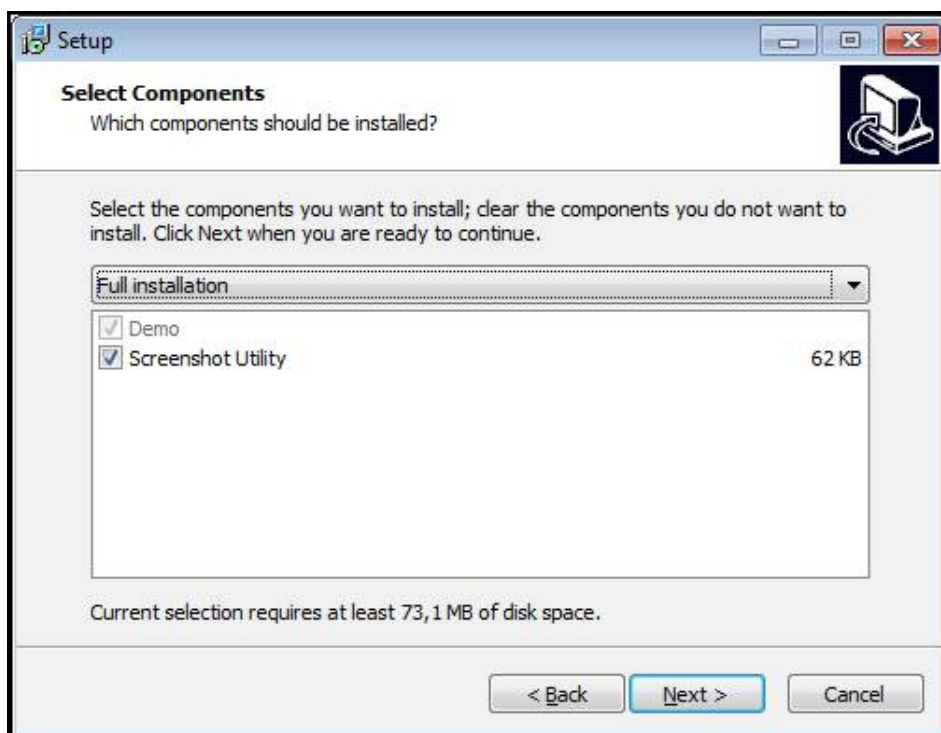 Setup
Select Components
Which components should be installed?
Select the components you want to install; clear the components you do not want to
install. Click Next when you are ready to continue.
Full installation
Demo
Screenshot Utility 62 KB
Current selection requires at least 73,1 MB of disk space.
< Back Next > Cancel